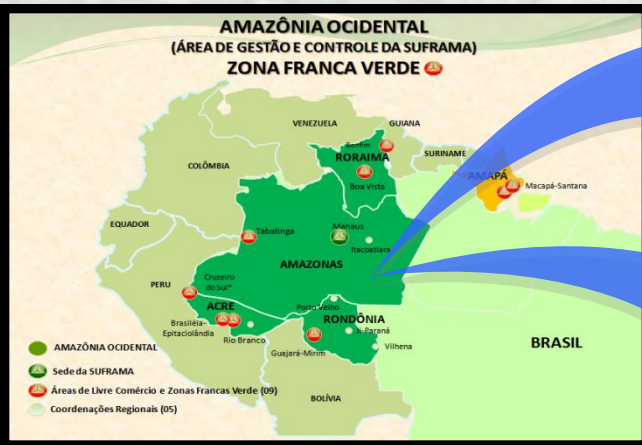 AMAZÔNIA OCIDENTAL
(ÁREA DE GESTÃO E CONTROLE DA SUFRAMA)
ZONA FRANCA VERDE
VENEZUELA
GUIANA
SURINAME
COLÔMBIA
Bonfim
RORAIMA
Boa Vista
AMAPÁ
Macapá-Santana
EQUADOR
Tabatinga
Manaus
Itacoatiara
AMAZONAS
PERU
Cruzeiro
do Sul*
ACRE
Porto Velho
RONDÔNIA
Ji-Paraná
Brasiléia-
Epitaciolândia
Rio Branco
Guajará-Mirim
Vilhena
BRASIL
BOLÍVIA
AMAZÔNIA OCIDENTAL
Sede da SUFRAMA
Áreas de Livre Comércio e Zonas Francas Verde (09)
Coordenações Regionais (05)